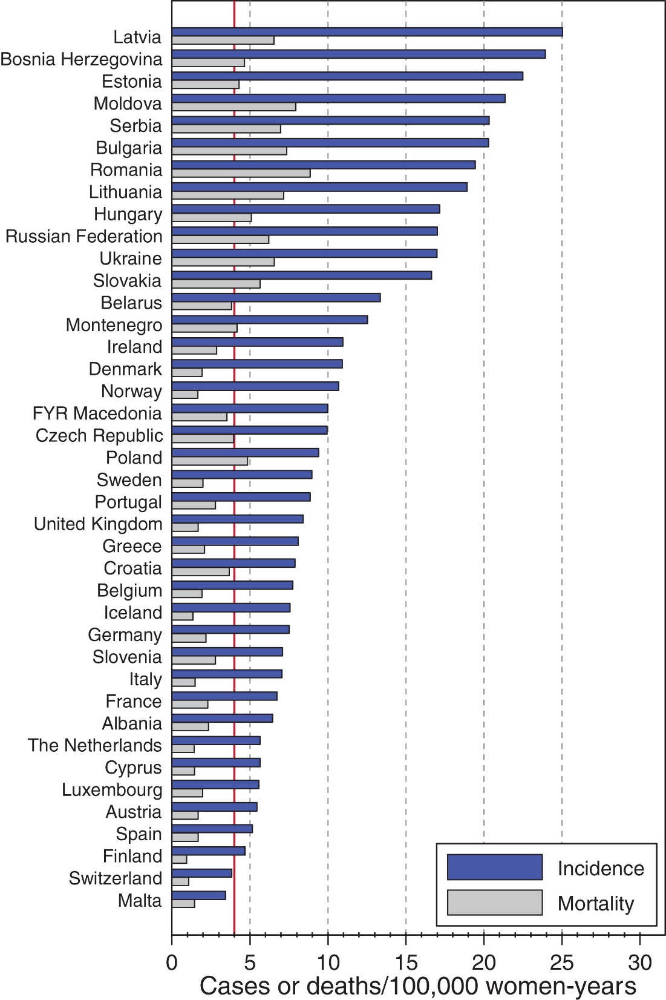 Latvia
Bosnia Herzegovina
Estonia
Moldova
Serbia
Bulgaria
Romania
Lithuania
Hungary
Russian Federation
Ukraine
Slovakia
Belarus
Montenegro
Ireland
Denmark
Norway
FYR Macedonia
Czech Republic
Poland
Sweden
Portugal
United Kingdom
Greece
Croatia
Belgium
Iceland
Germany
Slovenia
Italy
France
Albania
The Netherlands
Cyprus
Luxembourg
Austria
Spain
Finland
Switzerland
Malta
Incidence
Mortality
0 5 10 15 20 25 30
Cases or deaths/100,000 women-years